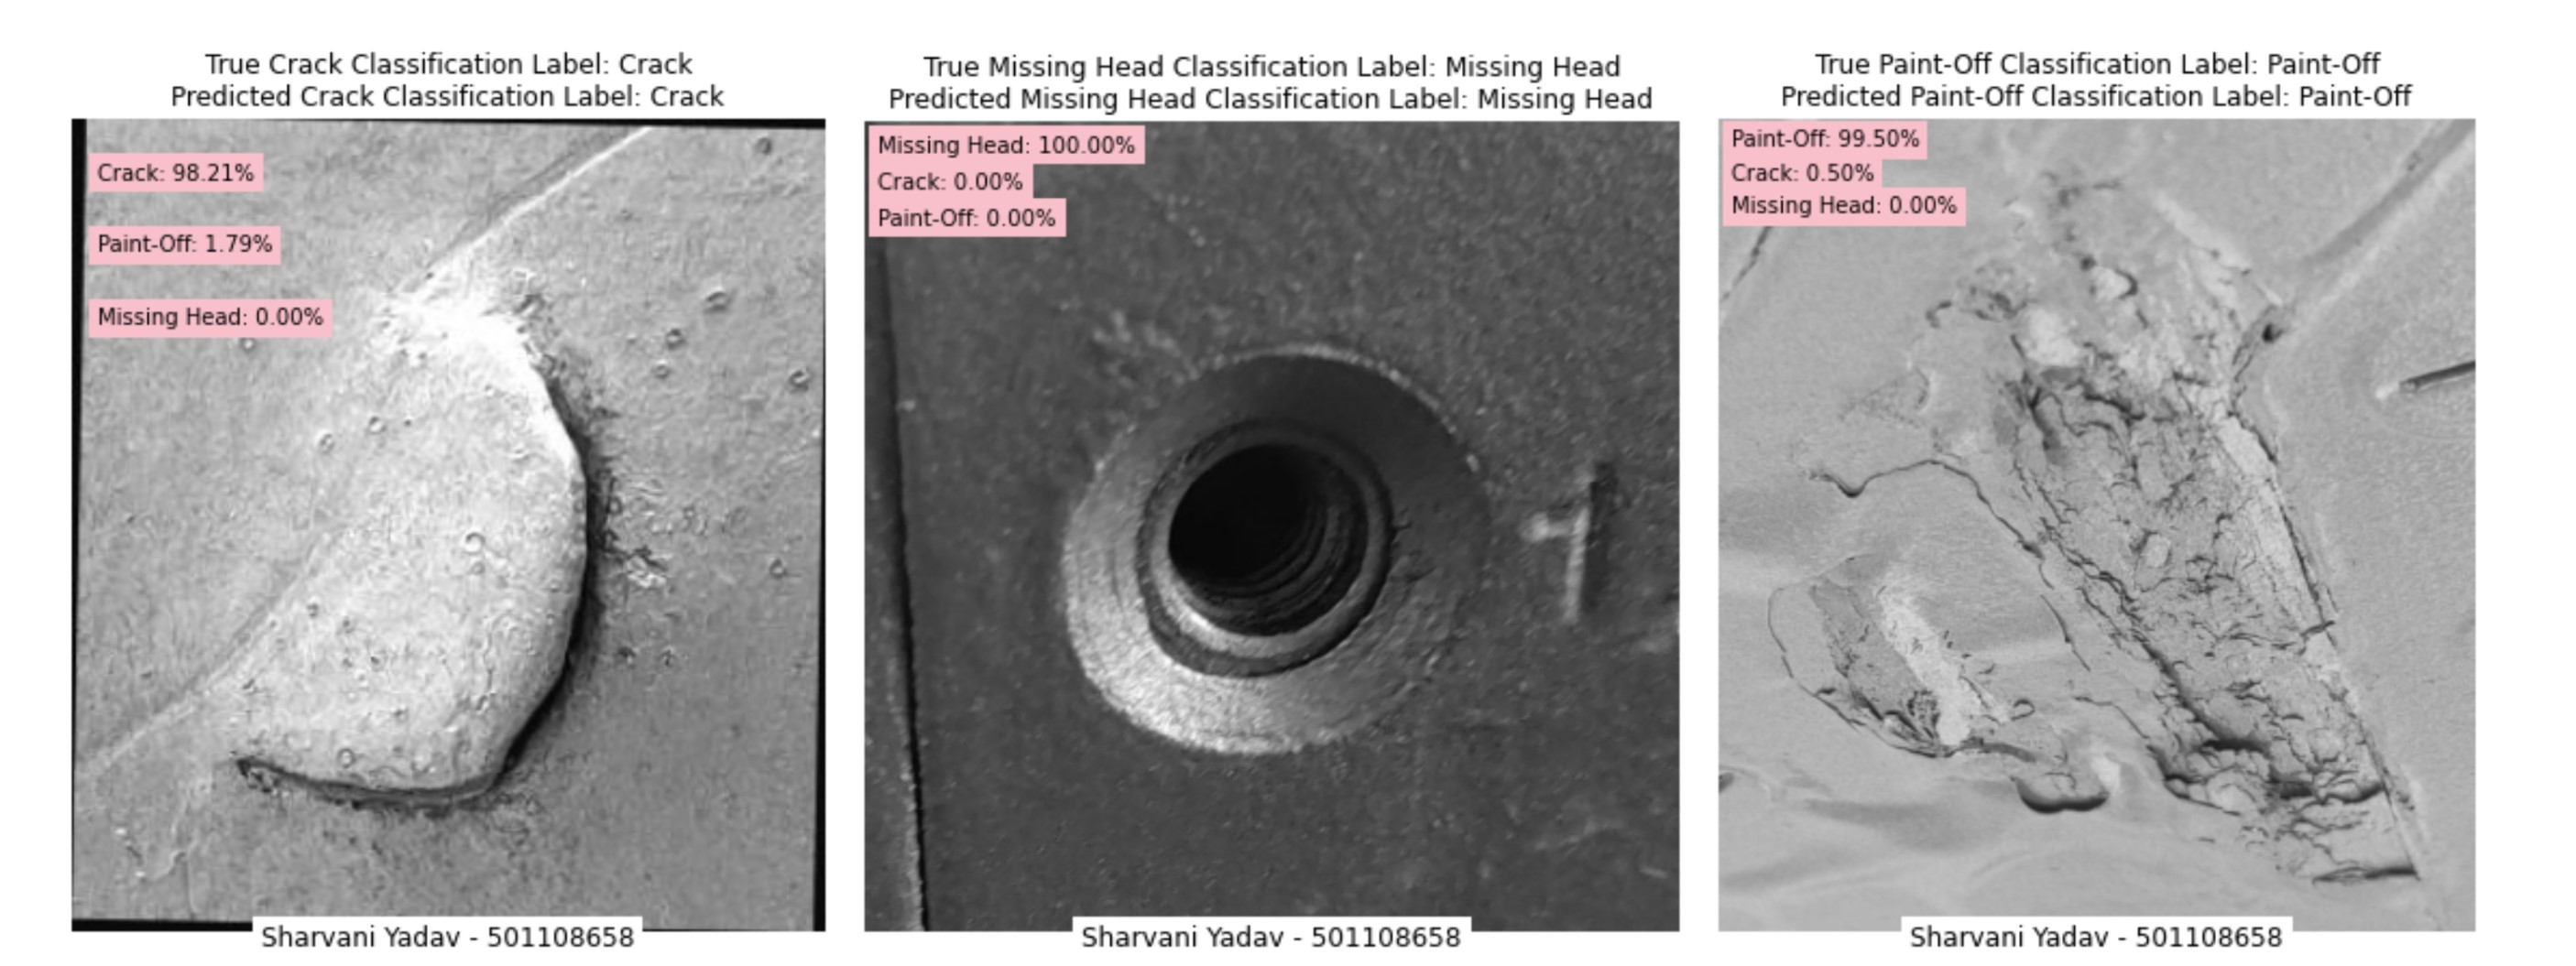 True Crack Classification Label: Crack
Predicted Crack Classification Label: Crack
Crack: 98.21%
Paint-Off: 1.79%
Missing Head: 0.00%
Sharvani Yadav - 501108658
True Missing Head Classification Label: Missing Head
Predicted Missing Head Classification Label: Missing Head
Missing Head: 100.00%
Crack: 0.00%
Paint-Off: 0.00%
Sharvani Yadav - 501108658
True Paint-Off Classification Label: Paint-Off
Predicted Paint-Off Classification Label: Paint-Off
Paint-Off: 99.50%
Crack: 0.50%
Missing Head: 0.00%
Sharvani Yadav - 501108658